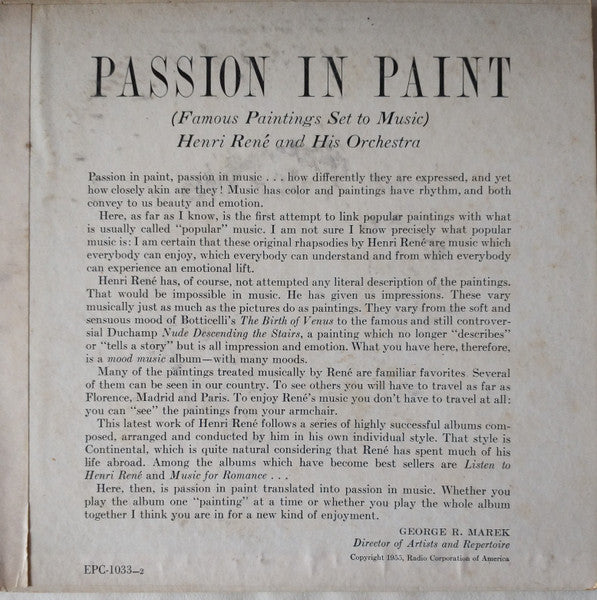 PASSION IN PAINT
(Famous Paintings Set to Music)
Henri René and His Orchestra
Passion in paint, passion in music . . . how differently they are expressed, and yet
how closely akin are they! Music has color and paintings have rhythm, and both
convey to us beauty and emotion.
Here, as far as I know, is the first attempt to link popular paintings with what
is usually called “popular” music. I am not sure I know precisely what popular
music is: I am certain that these original rhapsodies by Henri René are music which
everybody can enjoy, which everybody can understand and from which everybody
can experience an emotional lift.
Henri René has, of course, not attempted any literal description of the paintings.
That would be impossible in music. He has given us impressions. These vary
musically just as much as the pictures do as paintings. They vary from the soft and
sensuous mood of Botticelli's The Birth of Venus to the famous and still controver-
sial Duchamp Nude Descending the Stairs, a painting which no longer “describes”
or “tells a story” but is all impression and emotion. What you have here, therefore,
is a mood music album—with many moods.
Many of the paintings treated musically by René are familiar favorites. Several
of them can be seen in our country. To see others you will have to travel as far as
Florence, Madrid and Paris. To enjoy René's music you don't have to travel at all:
you can “see” the paintings from your armchair.
This latest work of Henri René follows a series of highly successful albums com-
posed, arranged and conducted by him in his own individual style. That style is
Continental, which is quite natural considering that René has spent much of his
life abroad. Among the albums which have become best sellers are Listen to
Henri René and Music for Romance . . .
Here, then, is passion in paint translated into passion in music. Whether you
play the album one “painting” at a time or whether you play the whole album
together I think you are in for a new kind of enjoyment.
GEORGE R. MAREK
Director of Artists and Repertoire
Copyright 1955, Radio Corporation of America
EPC-1033-2